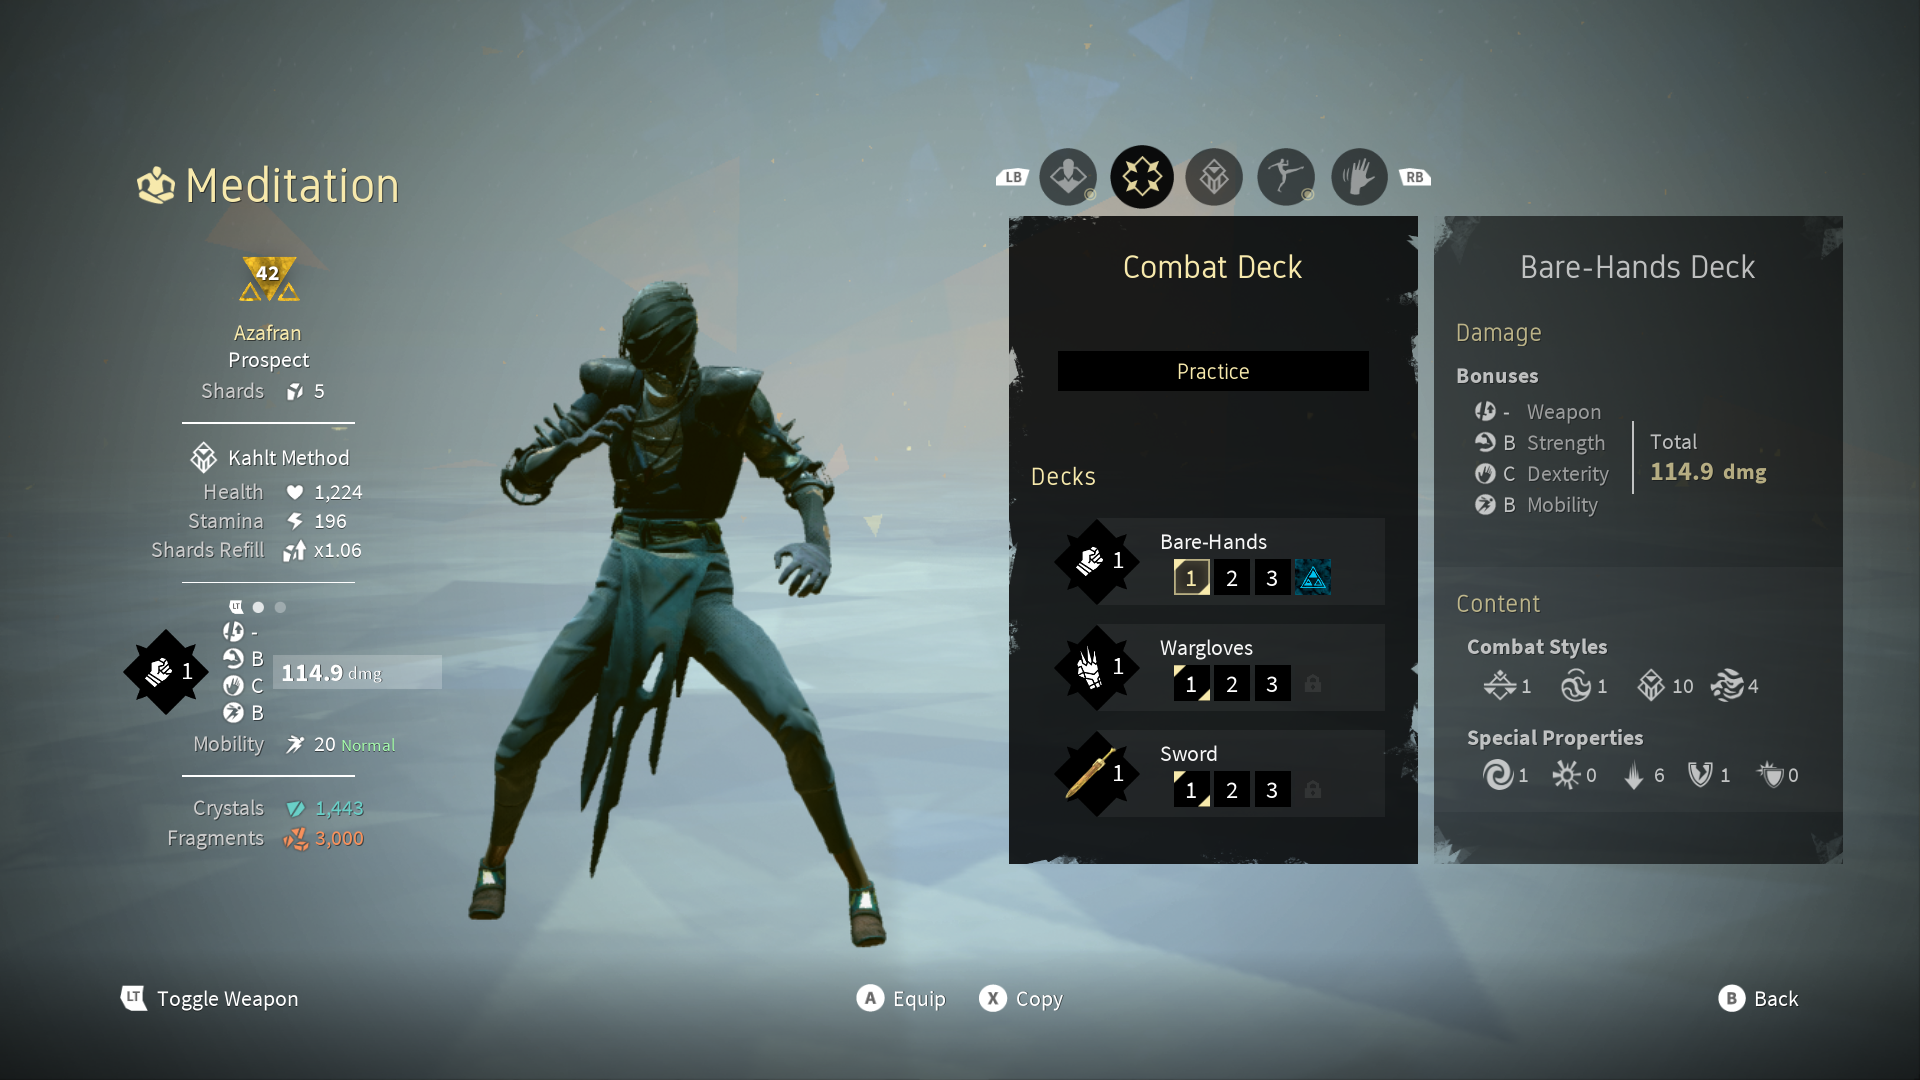 Meditation
42
Azafran
Prospect
Shards 5
Kahlt Method
Health 1,224
Stamina 196
Shards Refill x1.06
LT
-
B
C
B
1
114.9 dmg
Mobility 20 Normal
Crystals 1,443
Fragments 3,000
LB
RB
Combat Deck
Practice
Decks
Bare-Hands
1
1 2 3
Wargloves
1
1 2 3
Sword
1
1 2 3
Bare-Hands Deck
Damage
Bonuses
- Weapon
B Strength
C Dexterity
B Mobility
Total
114.9 dmg
Content
Combat Styles
1 1 10 4
Special Properties
1 0 6 1 0
LT Toggle Weapon
A Equip X Copy
B Back